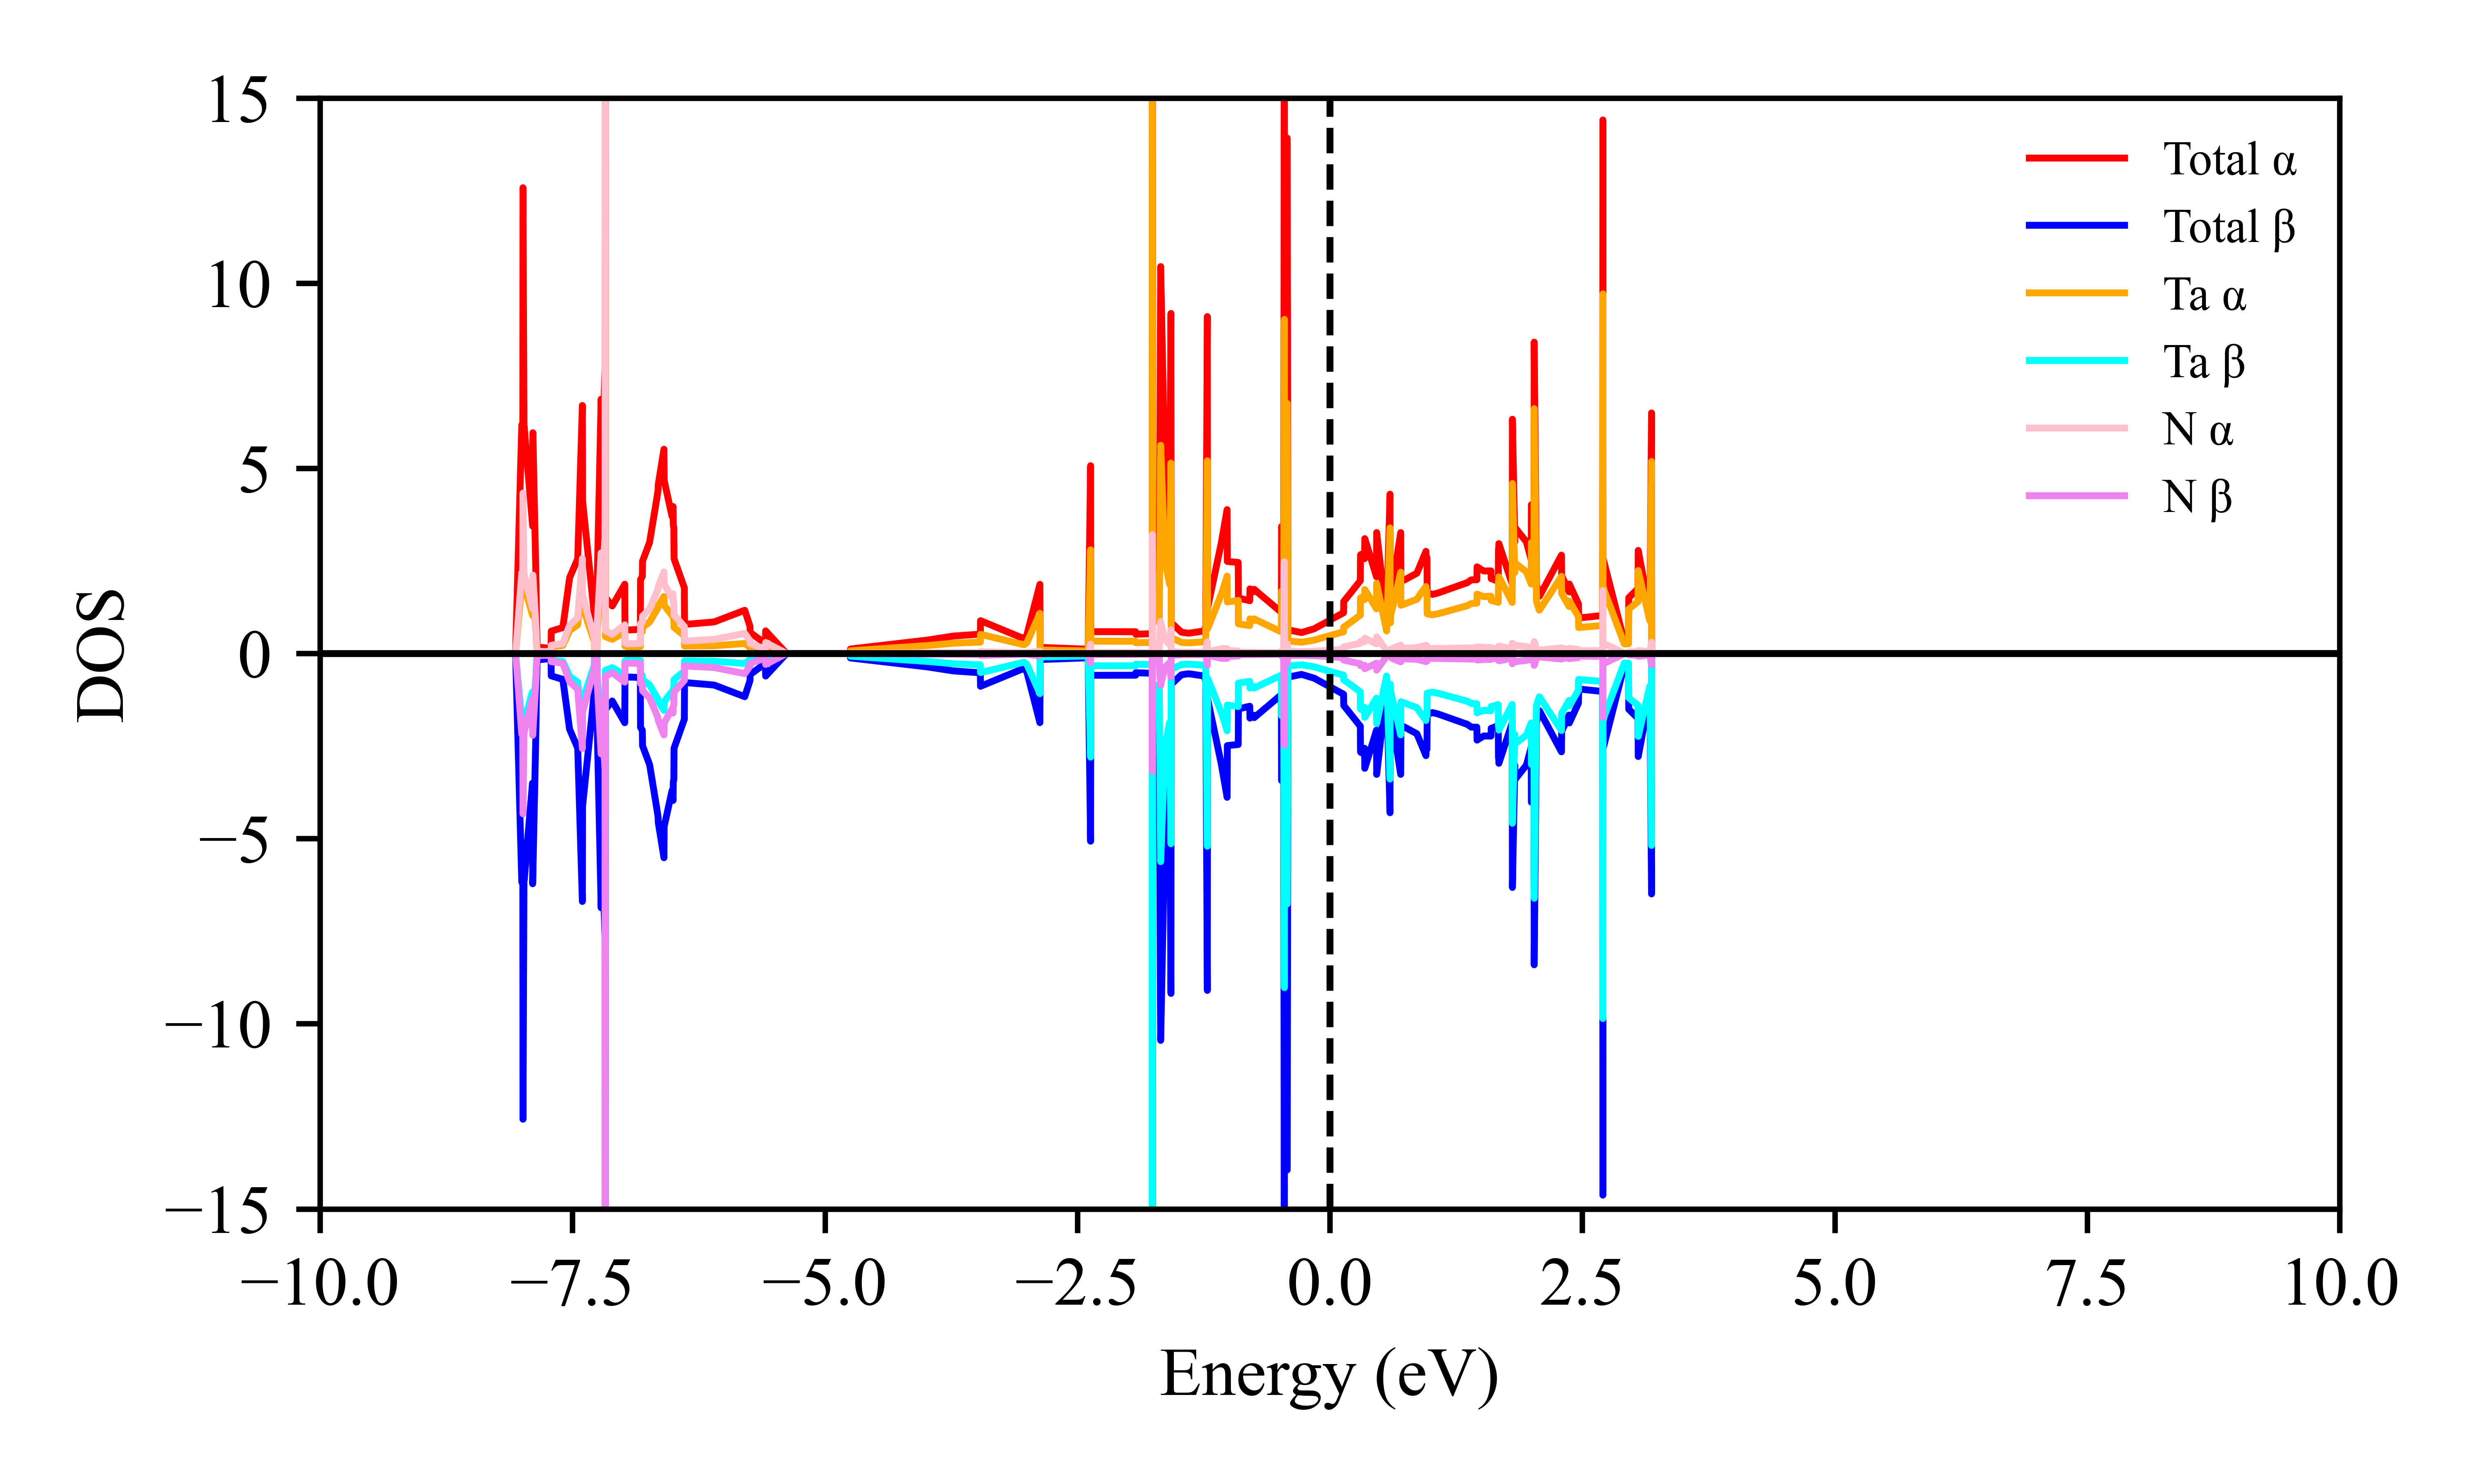 15
10
5
0
−5
−10
−15
DOS
Total α
Total β
Ta α
Ta β
N α
N β
−10.0 −7.5 −5.0 −2.5 0.0 2.5 5.0 7.5 10.0
Energy (eV)